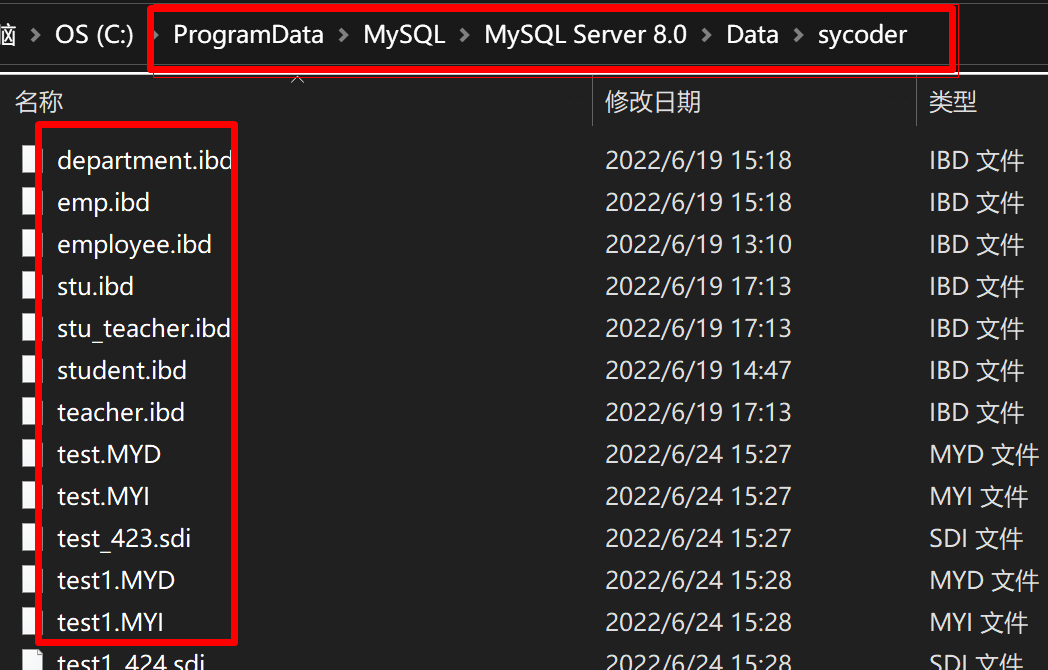 脑 > OS (C:) > ProgramData > MySQL > MySQL Server 8.0 > Data > sycoder
名称 修改日期 类型
department.ibd 2022/6/19 15:18 IBD 文件
emp.ibd 2022/6/19 15:18 IBD 文件
employee.ibd 2022/6/19 13:10 IBD 文件
stu.ibd 2022/6/19 17:13 IBD 文件
stu_teacher.ibd 2022/6/19 17:13 IBD 文件
student.ibd 2022/6/19 14:47 IBD 文件
teacher.ibd 2022/6/19 17:13 IBD 文件
test.MYD 2022/6/24 15:27 MYD 文件
test.MYI 2022/6/24 15:27 MYI 文件
test_423.sdi 2022/6/24 15:27 SDI 文件
test1.MYD 2022/6/24 15:28 MYD 文件
test1.MYI 2022/6/24 15:28 MYI 文件
test1_424.sdi 2022/6/24 15:28 SDI 文件